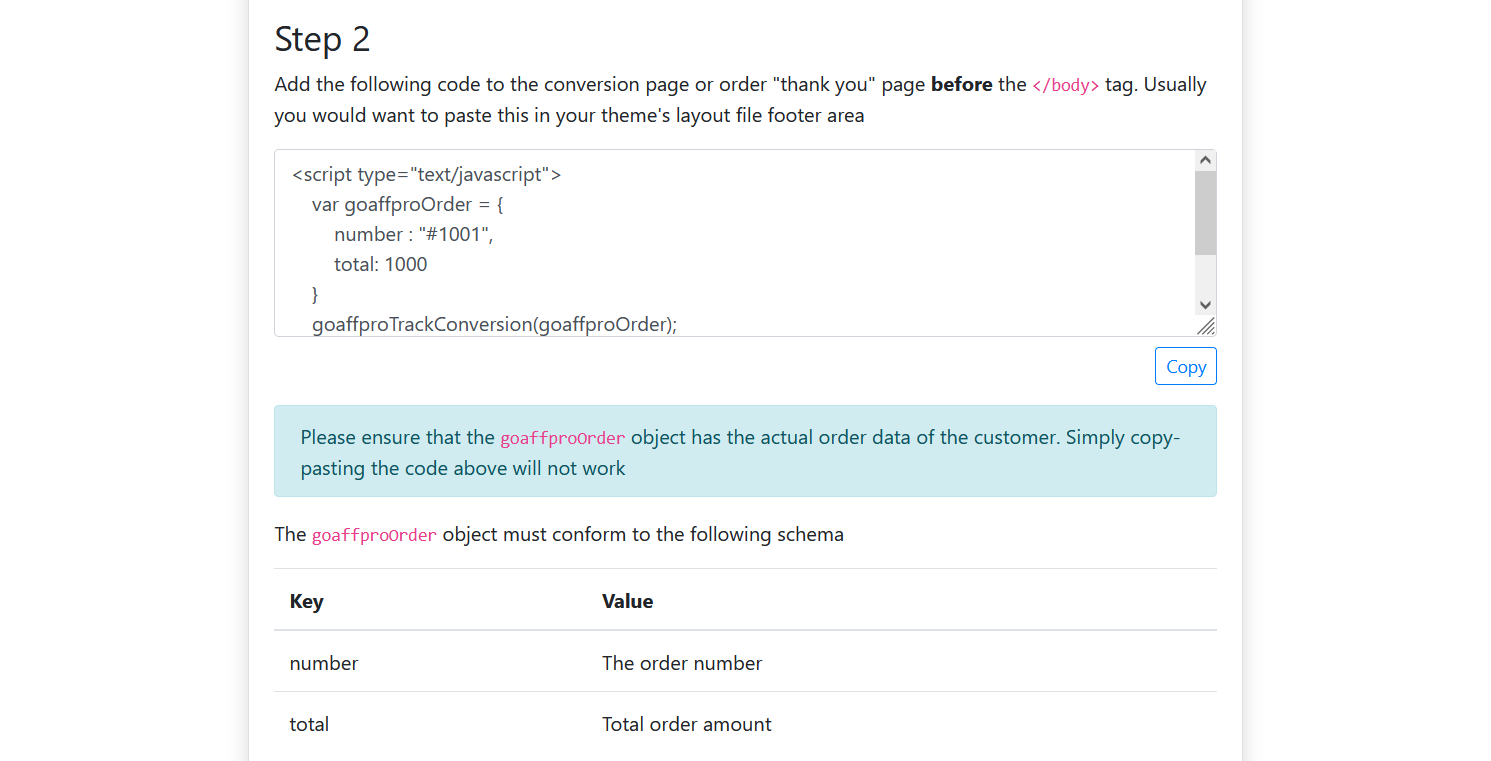 Step 2
Add the following code to the conversion page or order "thank you" page before the </body> tag. Usually
you would want to paste this in your theme's layout file footer area
<script type="text/javascript">
var goaffproOrder = {
number : "#1001",
total: 1000
}
goaffproTrackConversion(goaffproOrder);
Copy
Please ensure that the goaffproOrder object has the actual order data of the customer. Simply copy-
pasting the code above will not work
The goaffproOrder object must conform to the following schema
Key Value
number The order number
total Total order amount